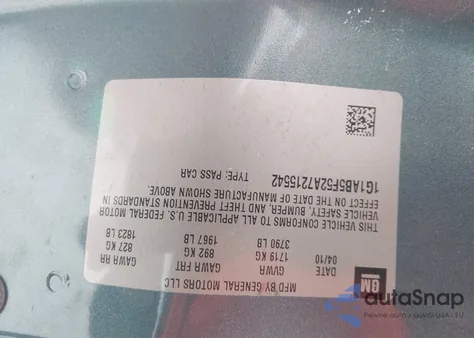 GM
MFD BY GENERAL MOTORS LLC
DATE GVWR GAWR FRT GAWR RR
04/10 1719 KG 892 KG 827 KG
3790 LB 1967 LB 1823 LB
THIS VEHICLE CONFORMS TO ALL APPLICABLE U.S. FEDERAL MOTOR
VEHICLE SAFETY, BUMPER, AND THEFT PREVENTION STANDARDS IN
EFFECT ON THE DATE OF MANUFACTURE SHOWN ABOVE.
1G1AB5F52A7215542 TYPE: PASS CAR
autoSnap